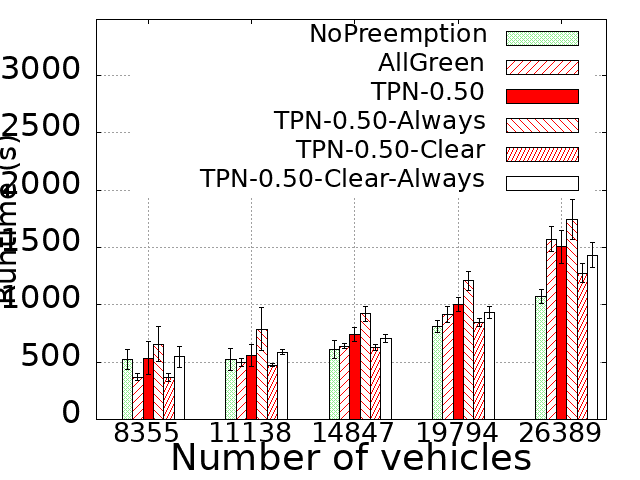 NoPreemption
AllGreen
TPN-0.50
TPN-0.50-Always
TPN-0.50-Clear
TPN-0.50-Clear-Always
3000
2500
2000
1500
1000
500
0
Runtime (s)
8355 11138 14847 19794 26389
Number of vehicles